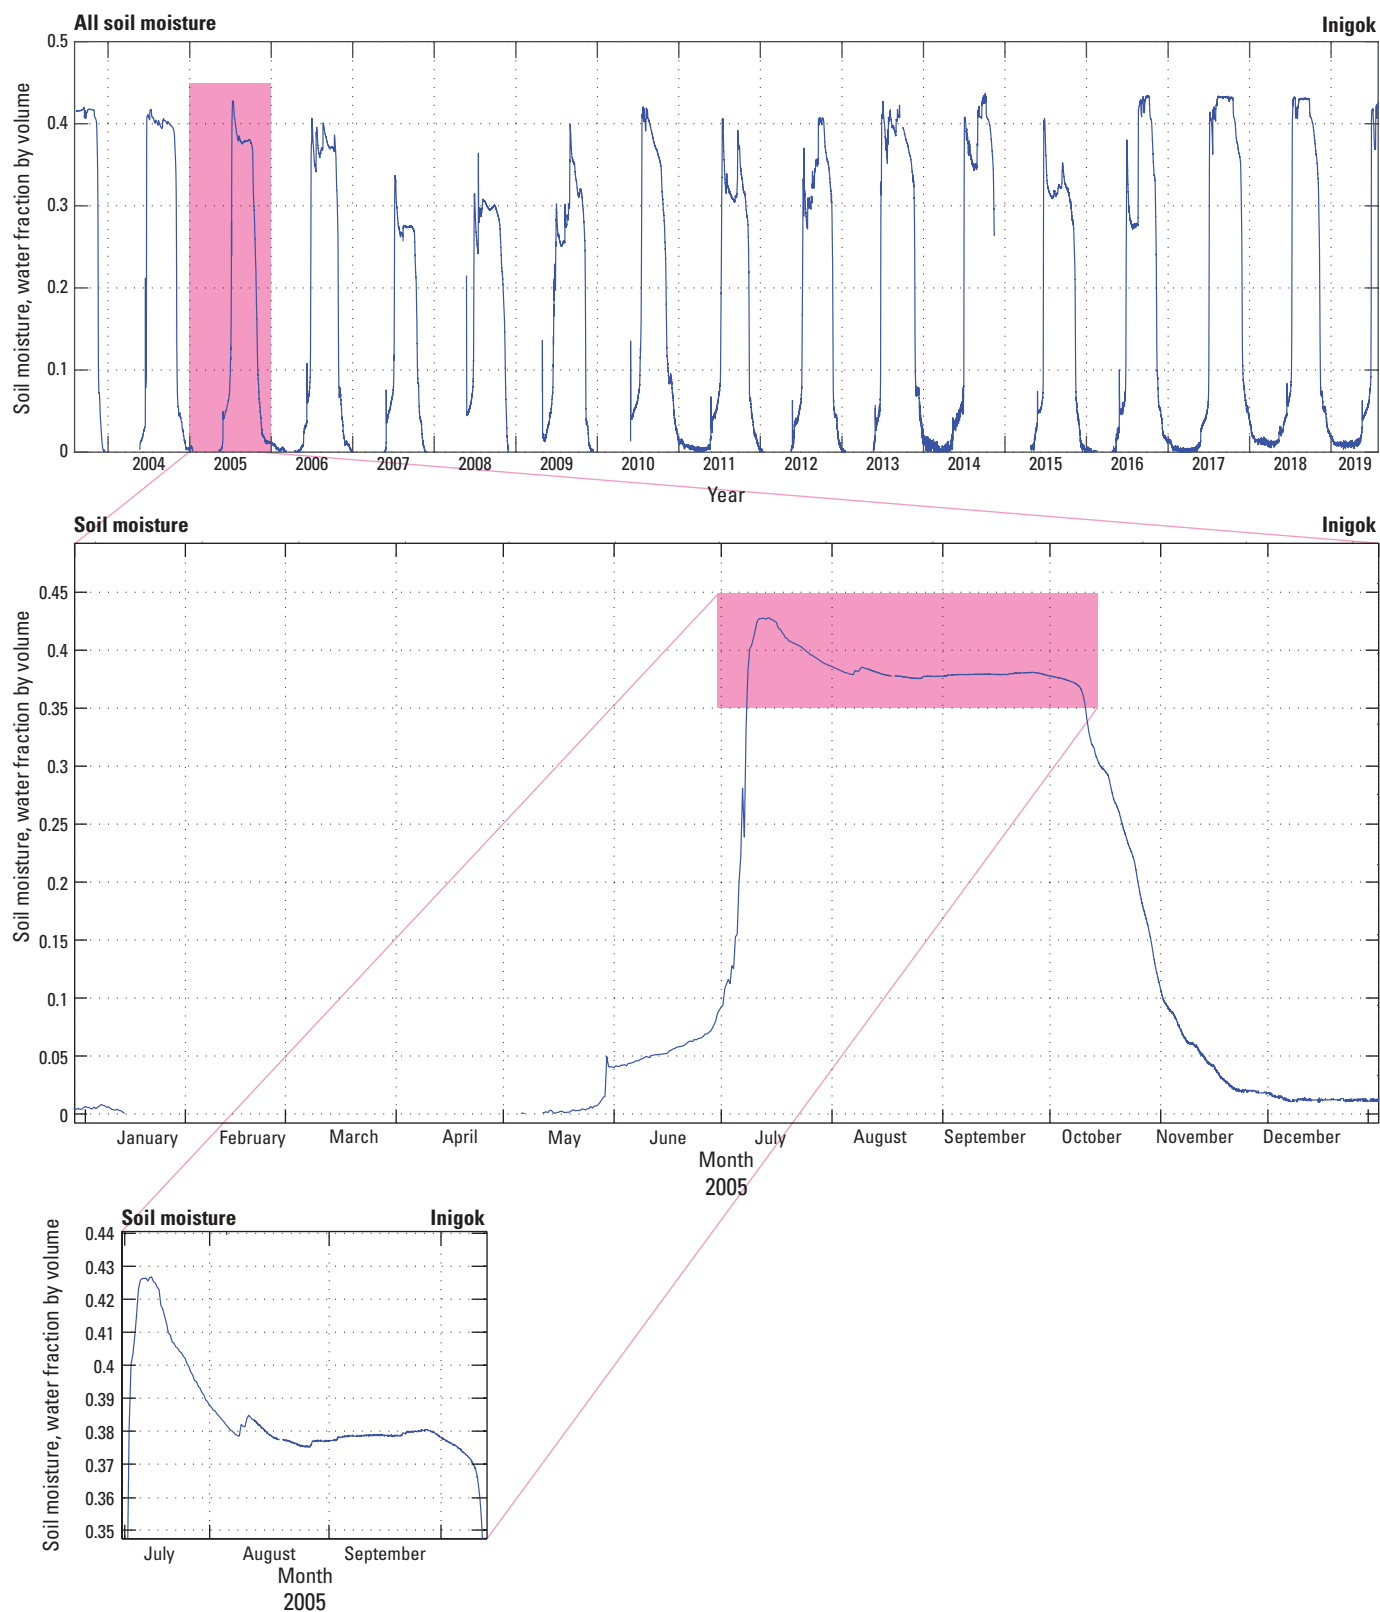 All soil moisture Inigok
Soil moisture, water fraction by volume
0.5
0.4
0.3
0.2
0.1
0
2004 2005 2006 2007 2008 2009 2010 2011 2012 2013 2014 2015 2016 2017 2018 2019
Year
Soil moisture Inigok
Soil moisture, water fraction by volume
0.45
0.4
0.35
0.3
0.25
0.2
0.15
0.1
0.05
0
January February March April May June July August September October November December
Month
2005
Soil moisture Inigok
Soil moisture, water fraction by volume
0.44
0.43
0.42
0.41
0.4
0.39
0.38
0.37
0.36
0.35
July August September
Month
2005